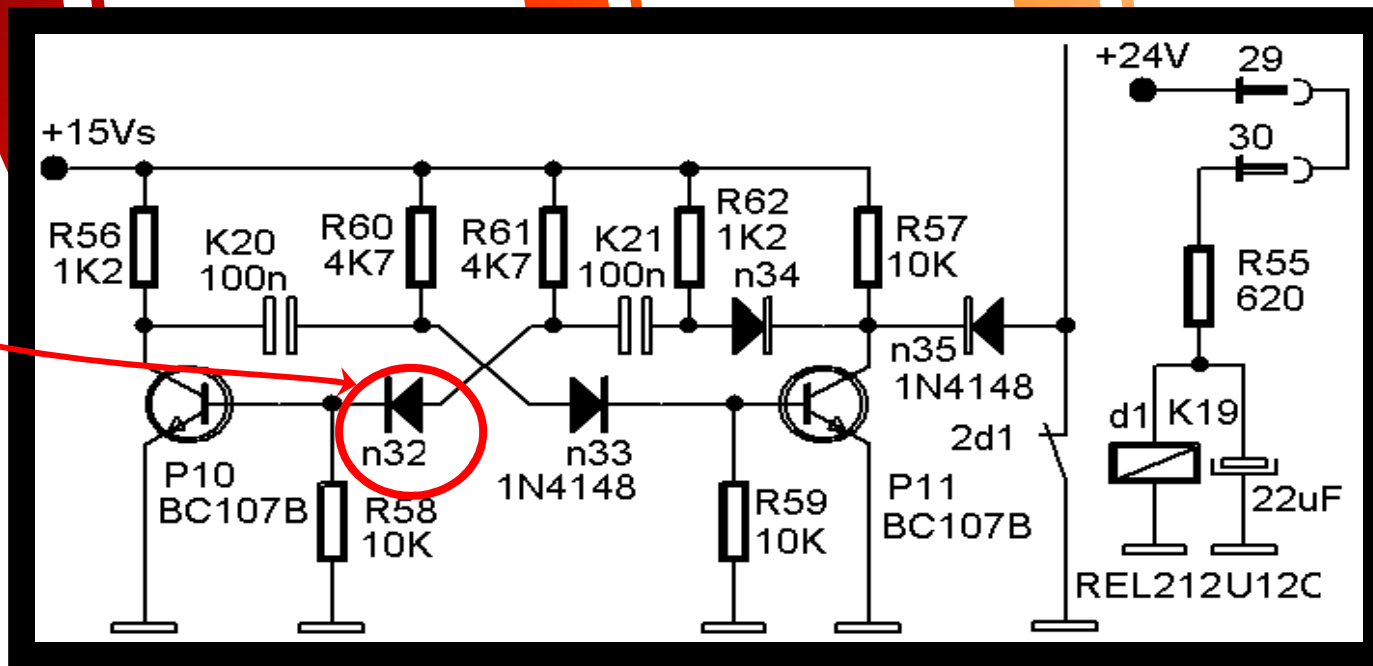 +15Vs
R56
1K2
K20
100n
R60
4K7
R61
4K7
K21
100n
R62
1K2
n34
R57
10K
n35
1N4148
+24V
29
30
R55
620
n32
n33
1N4148
P10
BC107B
R58
10K
R59
10K
P11
BC107B
2d1
d1
K19
22uF
REL212U12C